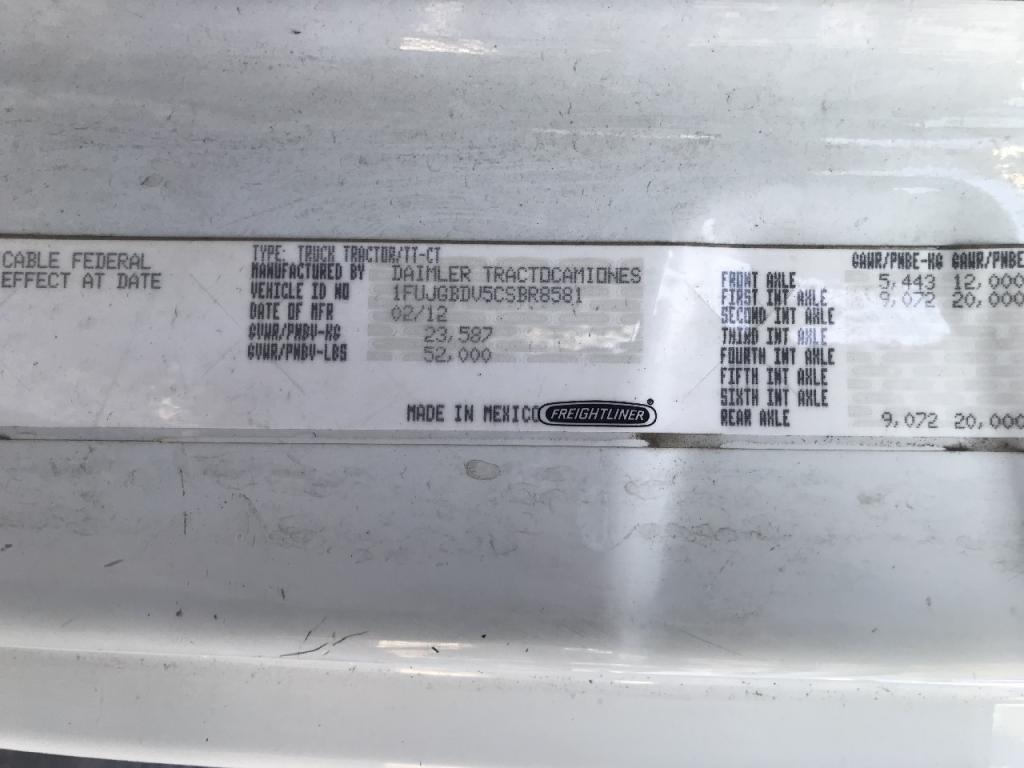 CABLE FEDERAL
EFFECT AT DATE
TYPE: TRUCK TRACTOR/TT-CT
MANUFACTURED BY DAIMLER TRACTOCAMIONES
VEHICLE ID NO 1FUJGBDV5CSBR8581
DATE OF MFR 02/12
GVWR/PNBV-KG 23,587
GVWR/PNBV-LBS 52,000
MADE IN MEXICO FREIGHTLINER
GAWR/PNBE-KG GAWR/PNBE
FRONT AXLE 5,443 12,000
FIRST INT AXLE 9,072 20,000
SECOND INT AXLE
THIRD INT AXLE
FOURTH INT AXLE
FIFTH INT AXLE
SIXTH INT AXLE
REAR AXLE 9,072 20,000